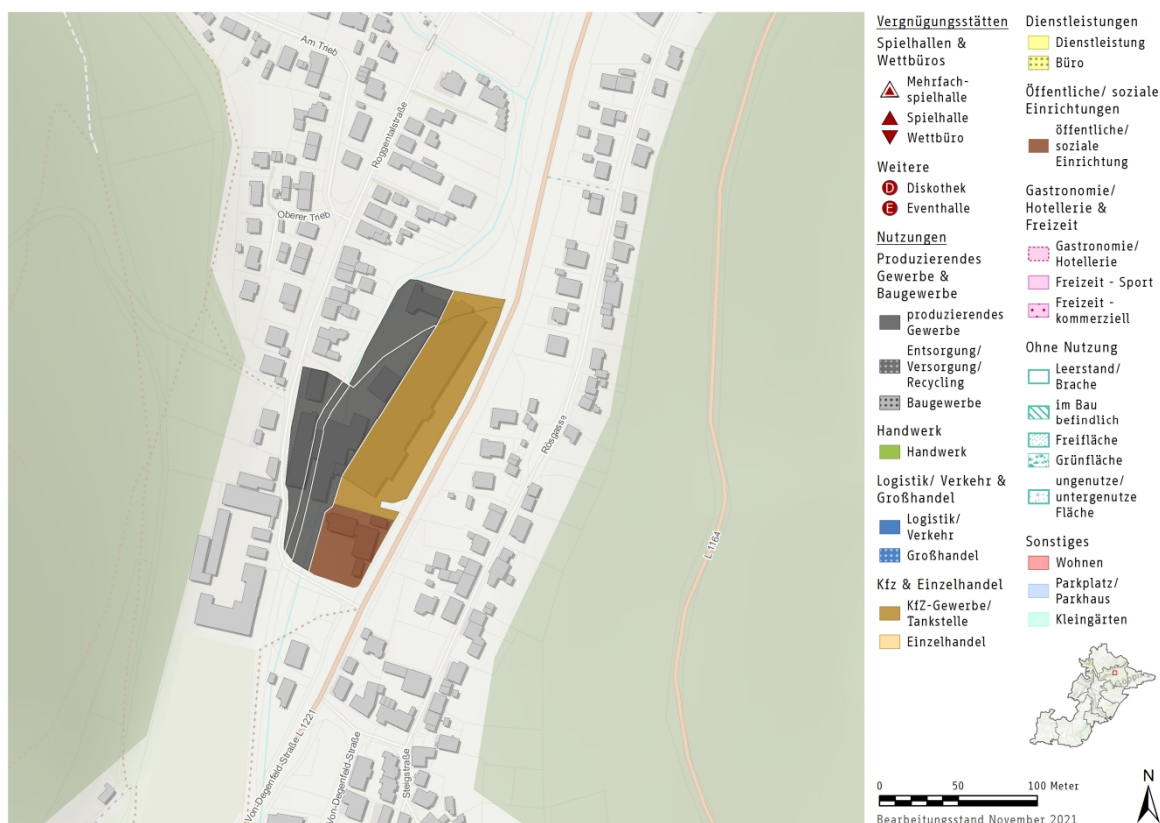 Am Trieb
Roggentalstraße
Oberer Trieb
Rösgasse
L 1164
Von-Degenfeld-Straße L 1221
Von-Degenfeld-Straße
Steigstraße
Vergnügungsstätten
Spielhallen &
Wettbüros
Mehrfach-
spielhalle
Spielhalle
Wettbüro
Weitere
D Diskothek
E Eventhalle
Nutzungen
Produzierendes
Gewerbe &
Baugewerbe
produzierendes
Gewerbe
Entsorgung/
Versorgung/
Recycling
Baugewerbe
Handwerk
Handwerk
Logistik/ Verkehr &
Großhandel
Logistik/
Verkehr
Großhandel
Kfz & Einzelhandel
KfZ-Gewerbe/
Tankstelle
Einzelhandel
Dienstleistungen
Dienstleistung
Büro
Öffentliche/ soziale
Einrichtungen
öffentliche/
soziale
Einrichtung
Gastronomie/
Hotellerie &
Freizeit
Gastronomie/
Hotellerie
Freizeit - Sport
Freizeit -
kommerziell
Ohne Nutzung
Leerstand/
Brache
im Bau
befindlich
Freifläche
Grünfläche
ungenutze/
untergenutze
Fläche
Sonstiges
Wohnen
Parkplatz/
Parkhaus
Kleingärten
0 50 100 Meter
N
Bearbeitungsstand November 2021